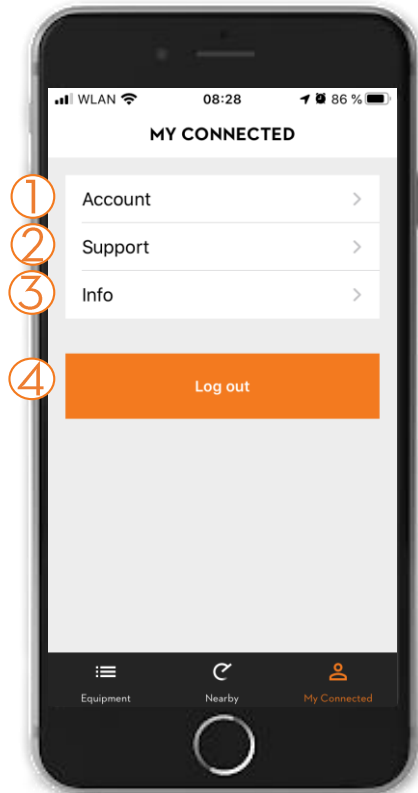 WLAN 08:28 86 %
MY CONNECTED
1 Account
2 Support
3 Info
4 Log out
Equipment Nearby My Connected